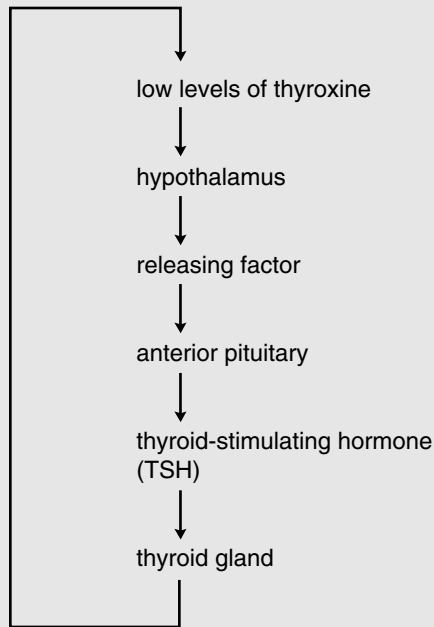 low levels of thyroxine
hypothalamus
releasing factor
anterior pituitary
thyroid-stimulating hormone
(TSH)
thyroid gland